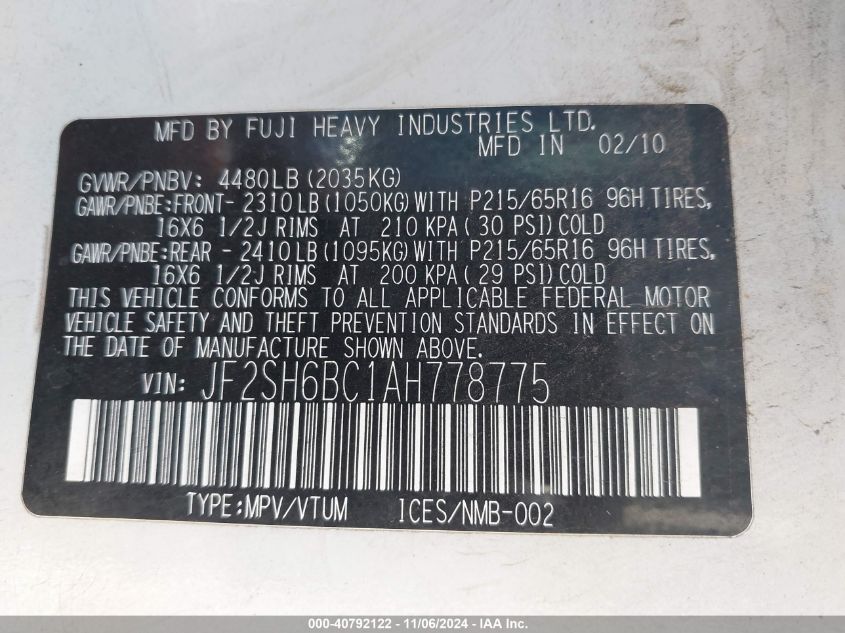 MFD BY FUJI HEAVY INDUSTRIES LTD.
MFD IN 02/10
GVWR/PNBV: 4480LB (2035KG)
GAWR/PNBE:FRONT- 2310LB (1050KG) WITH P215/65R16 96H TIRES,
16X6 1/2J RIMS AT 210 KPA ( 30 PSI) COLD
GAWR/PNBE:REAR - 2410LB (1095KG) WITH P215/65R16 96H TIRES,
16X6 1/2J RIMS AT 200 KPA ( 29 PSI) COLD
THIS VEHICLE CONFORMS TO ALL APPLICABLE FEDERAL MOTOR
VEHICLE SAFETY AND THEFT PREVENTION STANDARDS IN EFFECT ON
THE DATE OF MANUFACTURE SHOWN ABOVE.
VIN: JF2SH6BC1AH778775
TYPE:MPV/VTUM ICES/NMB-002
000-40792122 - 11/06/2024 - IAA Inc.